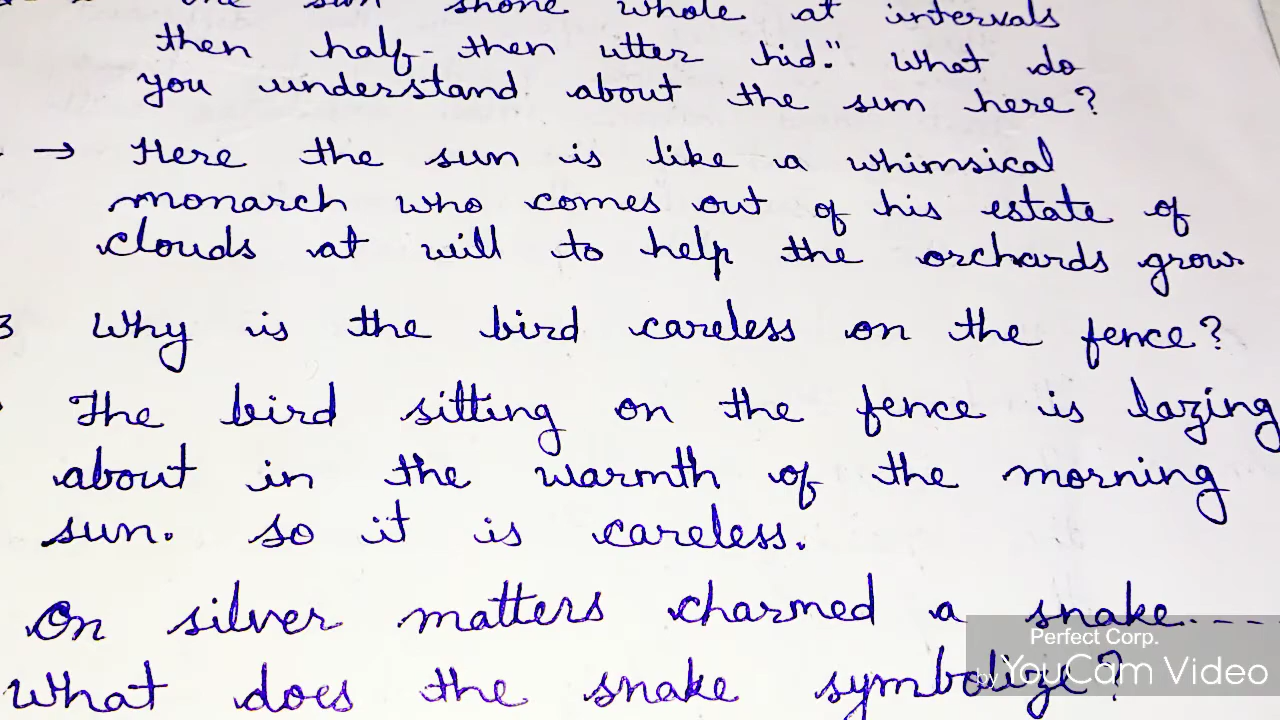 the sun shone whole at intervals
then half- then utter hid." What do
you understand about the sun here?
→ Here the sun is like a whimsical
monarch who comes out of his estate of
clouds at will to help the orchards grow.
3 Why is the bird careless on the fence?
The bird sitting on the fence is lazing
about in the warmth of the morning
sun. So it is careless.
On silver matters charmed a snake....
What does the snake symbolize?
Perfect Corp.
by YouCam Video